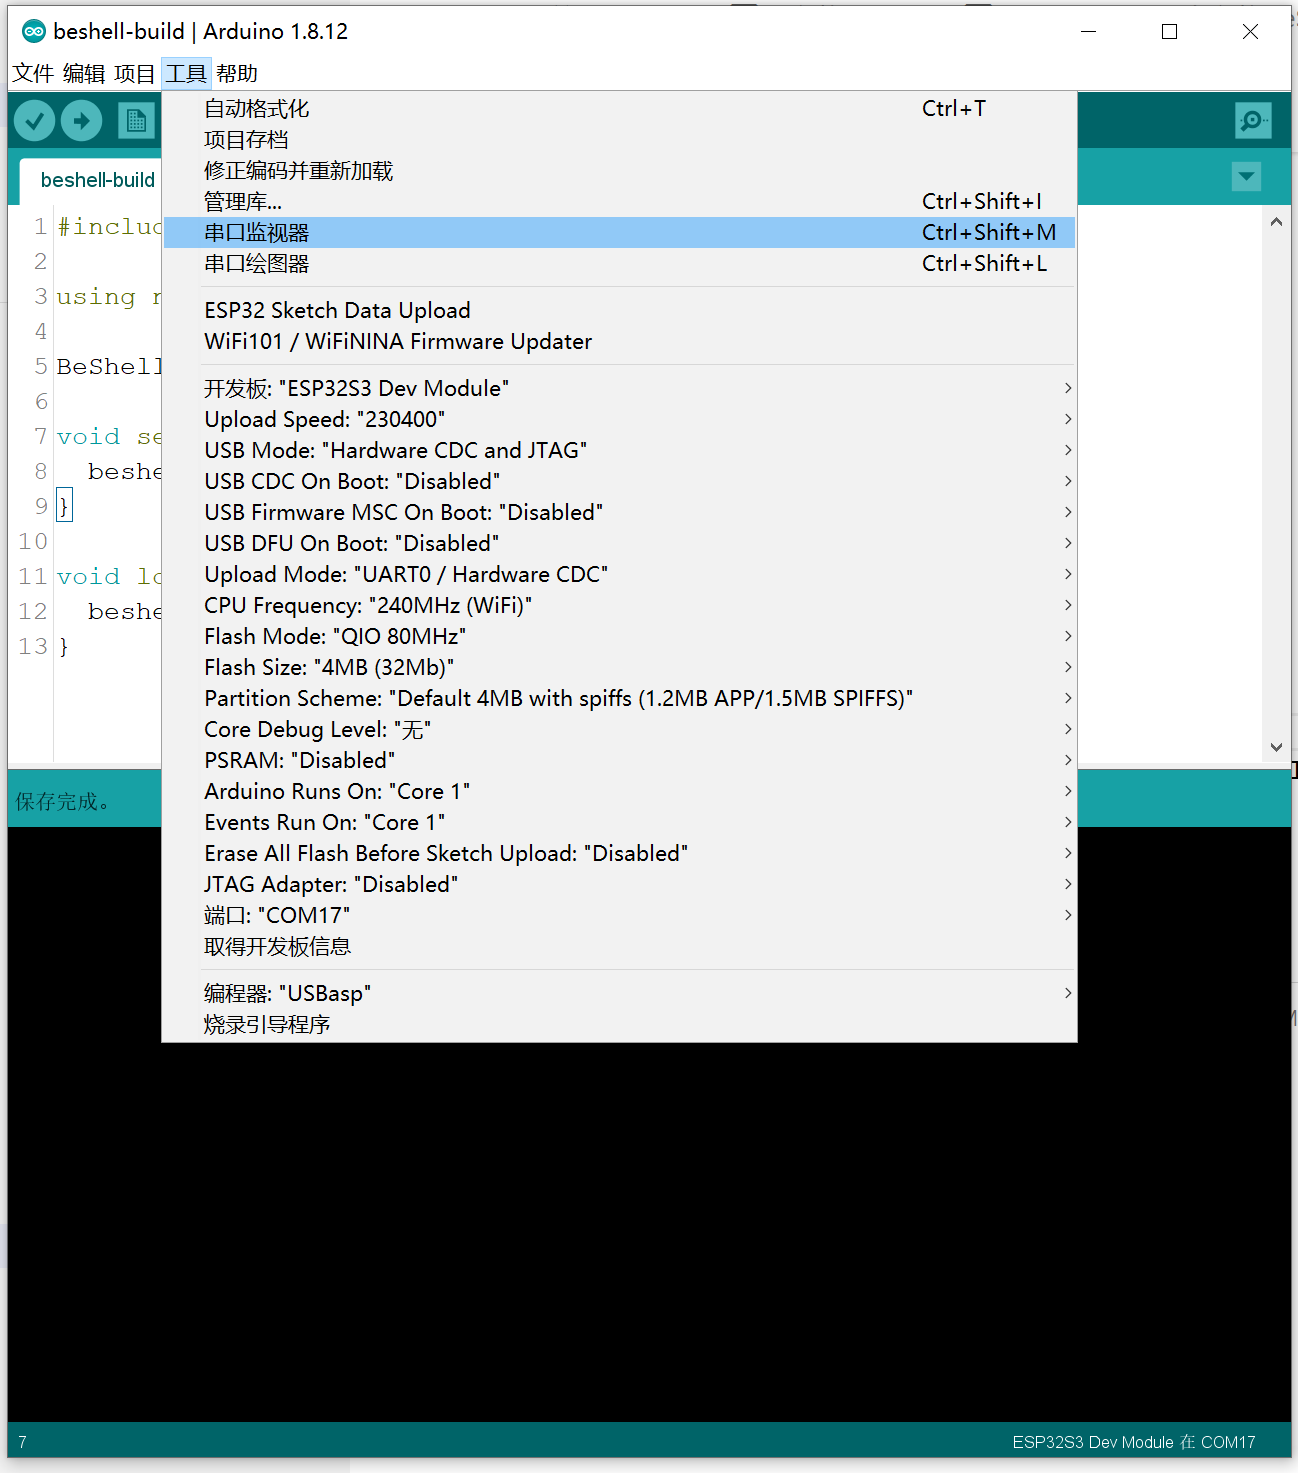 beshell-build | Arduino 1.8.12
文件 编辑 项目 工具 帮助
自动格式化 Ctrl+T
项目存档
修正编码并重新加载
管理库... Ctrl+Shift+I
串口监视器 Ctrl+Shift+M
串口绘图器 Ctrl+Shift+L
ESP32 Sketch Data Upload
WiFi101 / WiFiNINA Firmware Updater
开发板: "ESP32S3 Dev Module"
Upload Speed: "230400"
USB Mode: "Hardware CDC and JTAG"
USB CDC On Boot: "Disabled"
USB Firmware MSC On Boot: "Disabled"
USB DFU On Boot: "Disabled"
Upload Mode: "UART0 / Hardware CDC"
CPU Frequency: "240MHz (WiFi)"
Flash Mode: "QIO 80MHz"
Flash Size: "4MB (32Mb)"
Partition Scheme: "Default 4MB with spiffs (1.2MB APP/1.5MB SPIFFS)"
Core Debug Level: "无"
PSRAM: "Disabled"
Arduino Runs On: "Core 1"
Events Run On: "Core 1"
Erase All Flash Before Sketch Upload: "Disabled"
JTAG Adapter: "Disabled"
端口: "COM17"
取得开发板信息
编程器: "USBasp"
烧录引导程序
beshell-build
1 #includ
2
3 using
4
5 BeShell
6
7 void se
8 beshe
9 }
10
11 void lo
12 beshe
13 }
保存完成。
7
ESP32S3 Dev Module 在 COM17